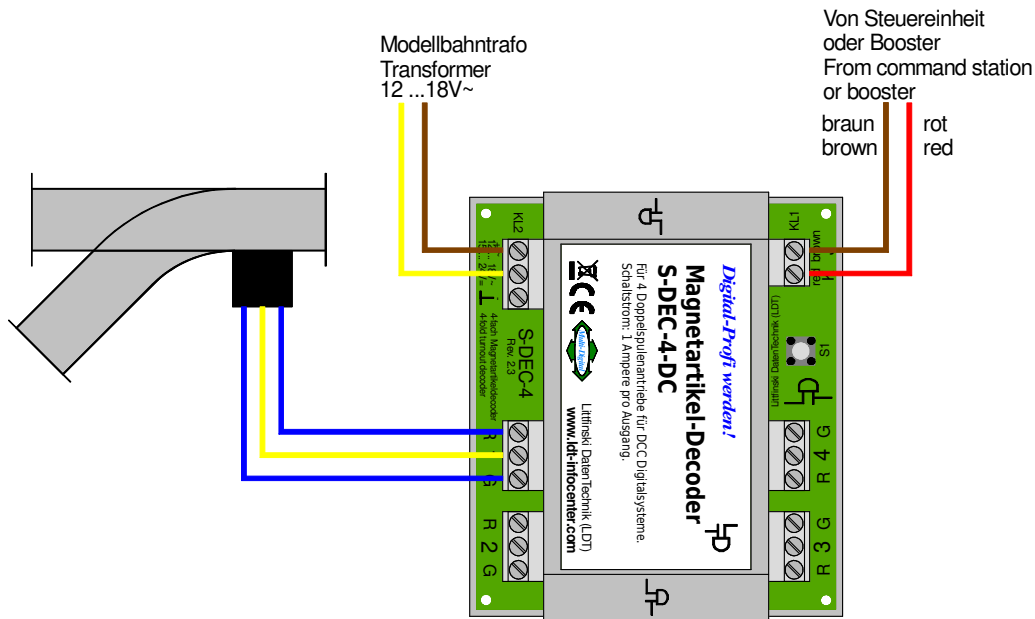 Modellbahntrafo
Transformer
12 ...18V~
Von Steuereinheit
oder Booster
From command station
or booster
braun
brown
rot
red
KL2
KL1
red brown
S1
S-DEC-4
Rev. 2.3
4-fach Magnetartikeldecoder
4-fold turnout decoder
Digital-Profi werden!
Magnetartikel-Decoder
S-DEC-4-DC
Für 4 Doppelspulenantriebe für DCC Digitalsysteme.
Schaltstrom: 1 Ampere pro Ausgang.
CE
Multi-Digital
Littfinski DatenTechnik (LDT)
www.ldt-infocenter.com
Littfinski DatenTechnik (LDT)
R
G
R 2 G
R 4 G
R 3 G